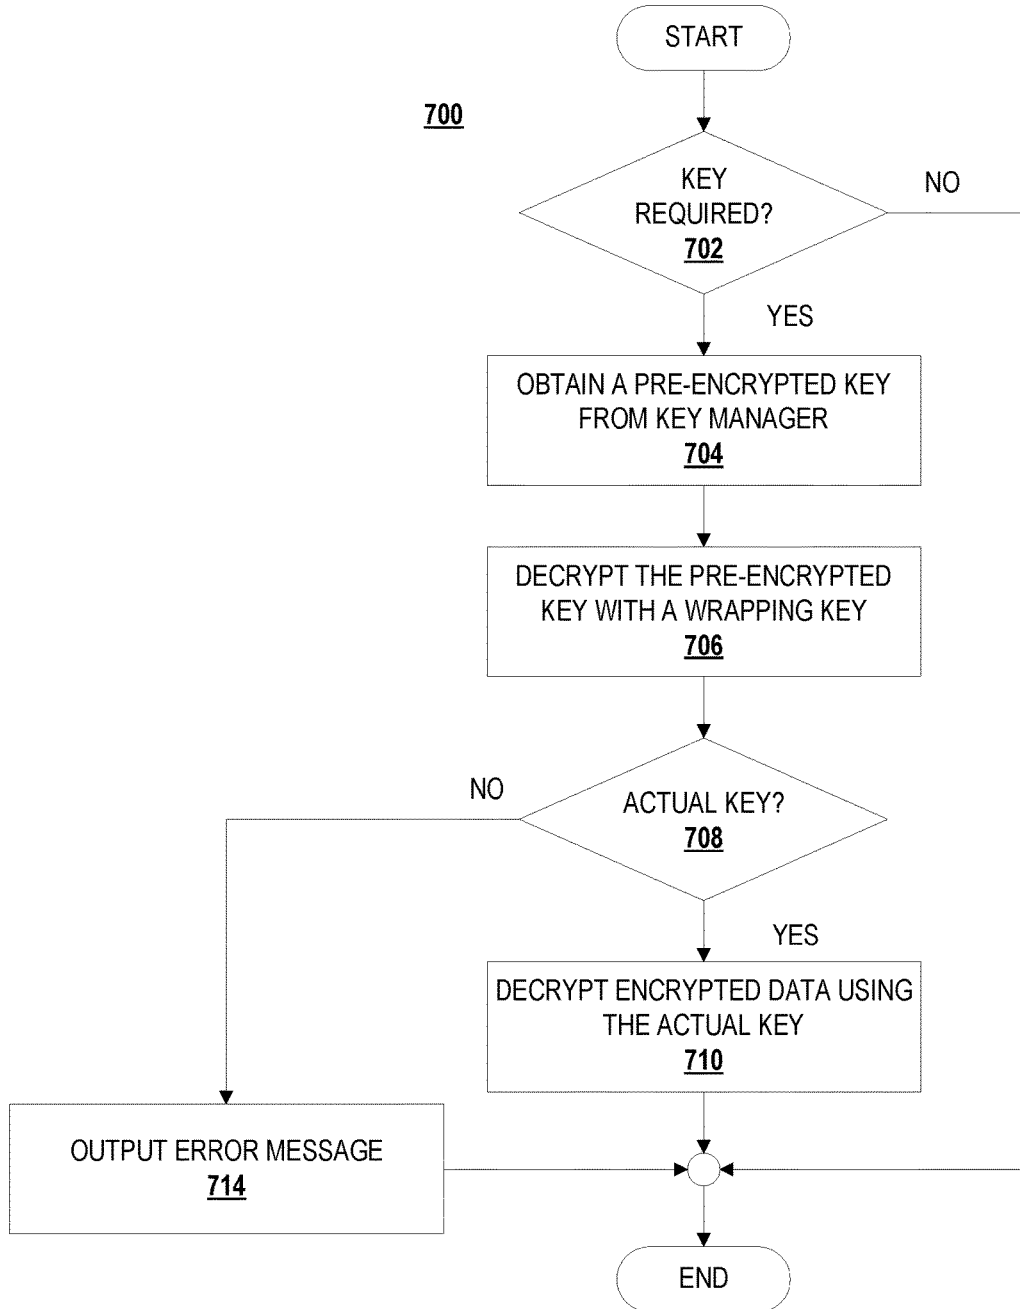 START
700
KEY
REQUIRED?
702
NO
YES
OBTAIN A PRE-ENCRYPTED KEY
FROM KEY MANAGER
704
DECRYPT THE PRE-ENCRYPTED
KEY WITH A WRAPPING KEY
706
NO
ACTUAL KEY?
708
YES
DECRYPT ENCRYPTED DATA USING
THE ACTUAL KEY
710
OUTPUT ERROR MESSAGE
714
END